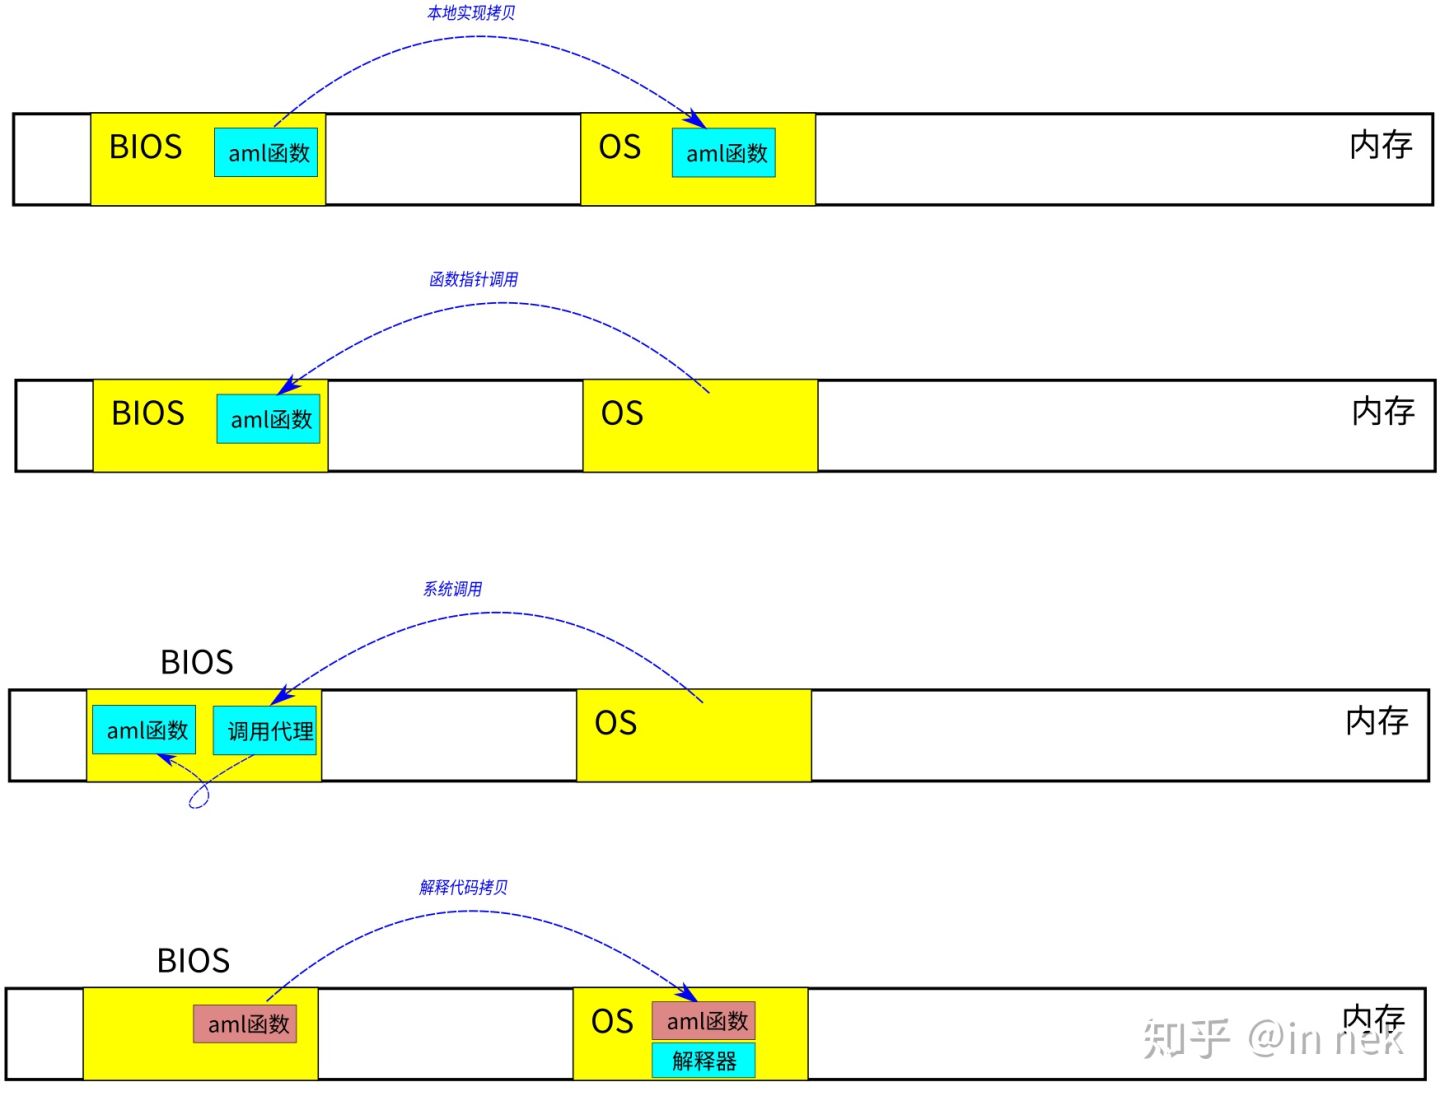 本地实现拷贝
BIOS
aml函数
OS
aml函数
内存
函数指针调用
BIOS
aml函数
OS
内存
系统调用
BIOS
aml函数
调用代理
OS
内存
解释代码拷贝
BIOS
aml函数
OS
aml函数
解释器
内存
知乎 @in nek